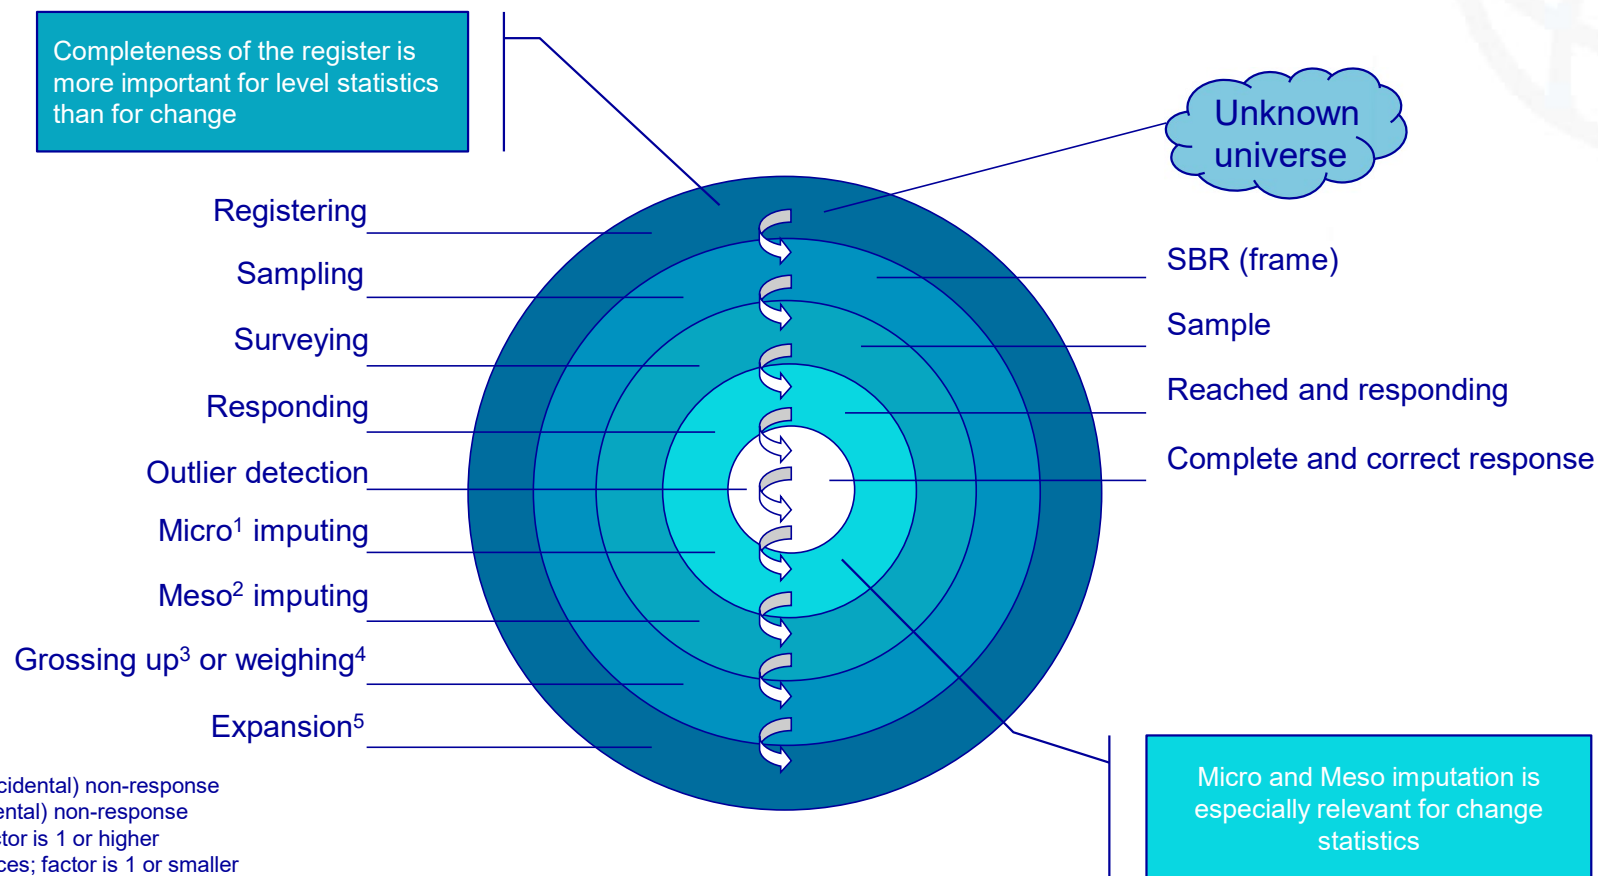 Completeness of the register is
more important for level statistics
than for change
Unknown
universe
Registering
Sampling
Surveying
Responding
Outlier detection
Micro¹ imputing
Meso² imputing
Grossing up³ or weighing⁴
Expansion⁵
SBR (frame)
Sample
Reached and responding
Complete and correct response
non-response
non-response
is 1 or higher
factor is 1 or smaller
Micro and Meso imputation is
especially relevant for change
statistics